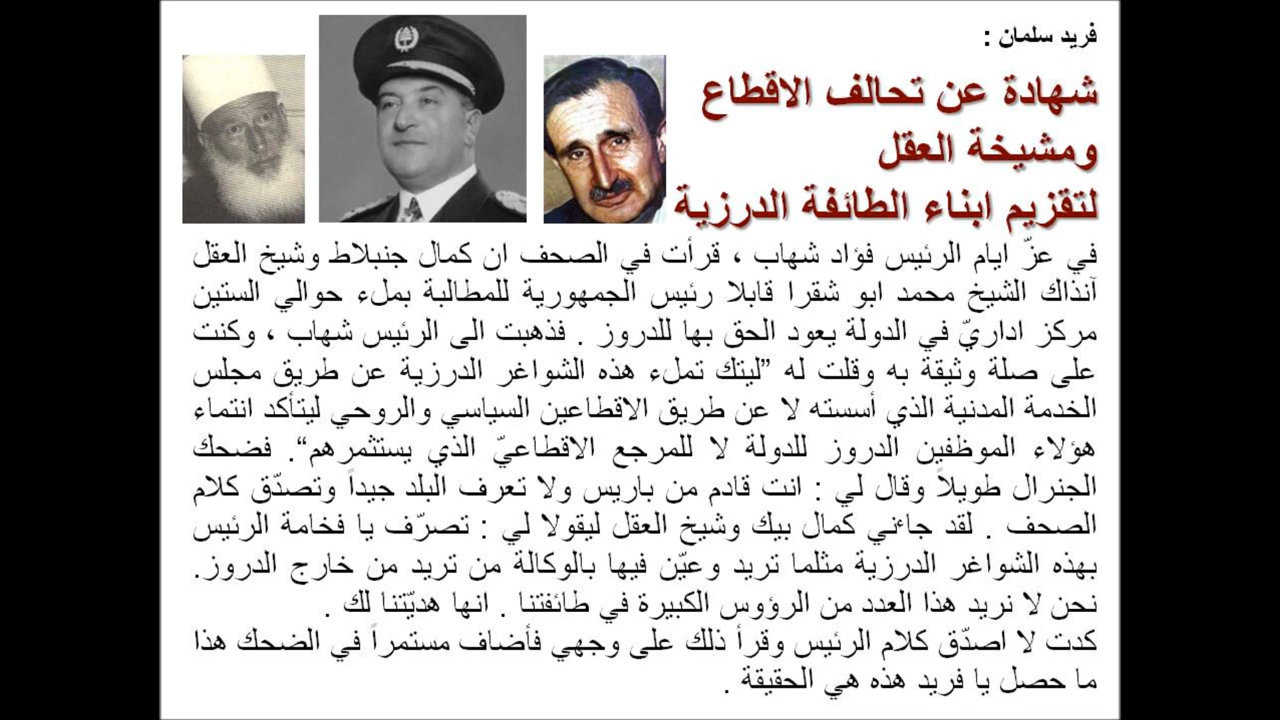 فريد سلمان :
شهادة عن تحالف الاقطاع
ومشيخة العقل
لتقزيم ابناء الطائفة الدرزية
في عزّ ايام الرئيس فؤاد شهاب ، قرأت في الصحف ان كمال جنبلاط وشيخ العقل
آنذاك الشيخ محمد ابو شقرا قابلا رئيس الجمهورية للمطالبة بملء حوالي الستين
مركز اداريّ في الدولة يعود الحق بها للدروز . فذهبت الى الرئيس شهاب ، وكنت
على صلة وثيقة به وقلت له ”ليتك تملء هذه الشواغر الدرزية عن طريق مجلس
الخدمة المدنية الذي أسسته لا عن طريق الاقطاعين السياسي والروحي ليتأكد انتماء
هؤلاء الموظفين الدروز للدولة لا للمرجع الاقطاعيّ الذي يستثمرهم“. فضحك
الجنرال طويلاً وقال لي : انت قادم من باريس ولا تعرف البلد جيداً وتصدّق كلام
الصحف . لقد جاءني كمال بيك وشيخ العقل ليقولا لي : تصرّف يا فخامة الرئيس
بهذه الشواغر الدرزية مثلما تريد وعيّن فيها بالوكالة من تريد من خارج الدروز.
نحن لا نريد هذا العدد من الرؤوس الكبيرة في طائفتنا . انها هديّتنا لك .
كدت لا اصدّق كلام الرئيس وقرأ ذلك على وجهي فأضاف مستمراً في الضحك هذا
ما حصل يا فريد هذه هي الحقيقة .